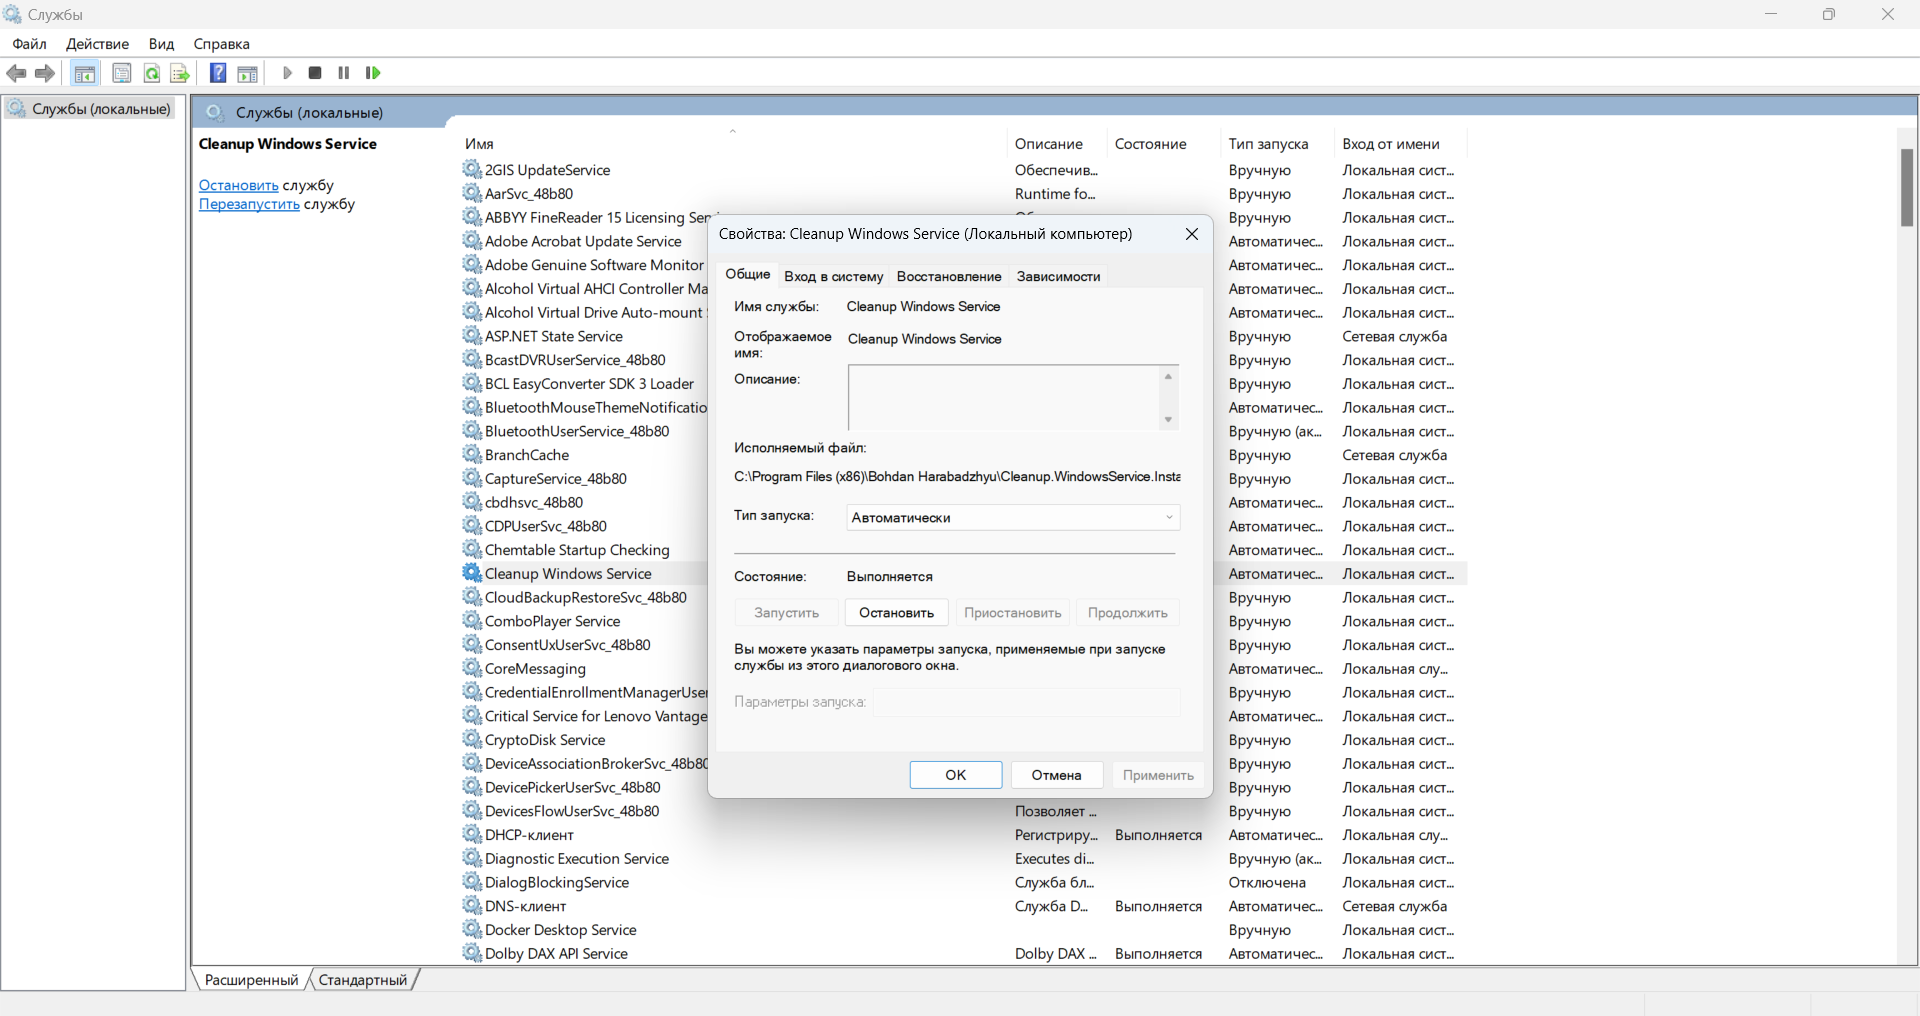 Службы
Файл Действие Вид Справка
Службы (локальные)
Службы (локальные)
Cleanup Windows Service
Остановить службу
Перезапустить службу
Имя Описание Состояние Тип запуска Вход от имени
2GIS UpdateService Обеспечив... Вручную Локальная сист...
AarSvc_48b80 Runtime fo... Вручную Локальная сист...
ABBYY FineReader 15 Licensing Вручную Локальная сист...
Adobe Acrobat Update Service Автоматичес... Локальная сист...
Adobe Genuine Software Monitor Автоматичес... Локальная сист...
Alcohol Virtual AHCI Controller Ma Автоматичес... Локальная сист...
Alcohol Virtual Drive Auto-mount Автоматичес... Локальная сист...
ASP.NET State Service Вручную Сетевая служба
BcastDVRUserService_48b80 Вручную Локальная сист...
BCL EasyConverter SDK 3 Loader Вручную Локальная сист...
BluetoothMouseThemeNotificatio Автоматичес... Локальная сист...
BluetoothUserService_48b80 Вручную (ак... Локальная сист...
BranchCache Вручную Сетевая служба
CaptureService_48b80 Вручную Локальная сист...
cbdhsvc_48b80 Автоматичес... Локальная сист...
CDPUserSvc_48b80 Автоматичес... Локальная сист...
Chemtable Startup Checking Автоматичес... Локальная сист...
Cleanup Windows Service Автоматичес... Локальная сист...
CloudBackupRestoreSvc_48b80 Вручную Локальная сист...
ComboPlayer Service Вручную Локальная сист...
ConsentUxUserSvc_48b80 Вручную Локальная сист...
CoreMessaging Автоматичес... Локальная слу...
CredentialEnrollmentManagerUser Вручную Локальная сист...
Critical Service for Lenovo Vantage Автоматичес... Локальная сист...
CryptoDisk Service Вручную Локальная сист...
DeviceAssociationBrokerSvc_48b80 Вручную Локальная сист...
DevicePickerUserSvc_48b80 Вручную Локальная сист...
DevicesFlowUserSvc_48b80 Позволяет ... Вручную Локальная сист...
DHCP-клиент Регистриру... Выполняется Автоматичес... Локальная слу...
Diagnostic Execution Service Executes di... Вручную (ак... Локальная сист...
DialogBlockingService Служба бл... Отключена Локальная сист...
DNS-клиент Служба D... Выполняется Автоматичес... Сетевая служба
Docker Desktop Service Вручную Локальная сист...
Dolby DAX API Service Dolby DAX ... Выполняется Автоматичес... Локальная сист...
Свойства: Cleanup Windows Service (Локальный компьютер)
Общие Вход в систему Восстановление Зависимости
Имя службы: Cleanup Windows Service
Отображаемое Cleanup Windows Service
имя:
Описание:
Исполняемый файл:
C:\Program Files (x86)\Bohdan Harabadzhyu\Cleanup.WindowsService.Insta
Тип запуска: Автоматически
Состояние: Выполняется
Запустить Остановить Приостановить Продолжить
Вы можете указать параметры запуска, применяемые при запуске
службы из этого диалогового окна.
Параметры запуска:
OK Отмена Применить
Расширенный Стандартный